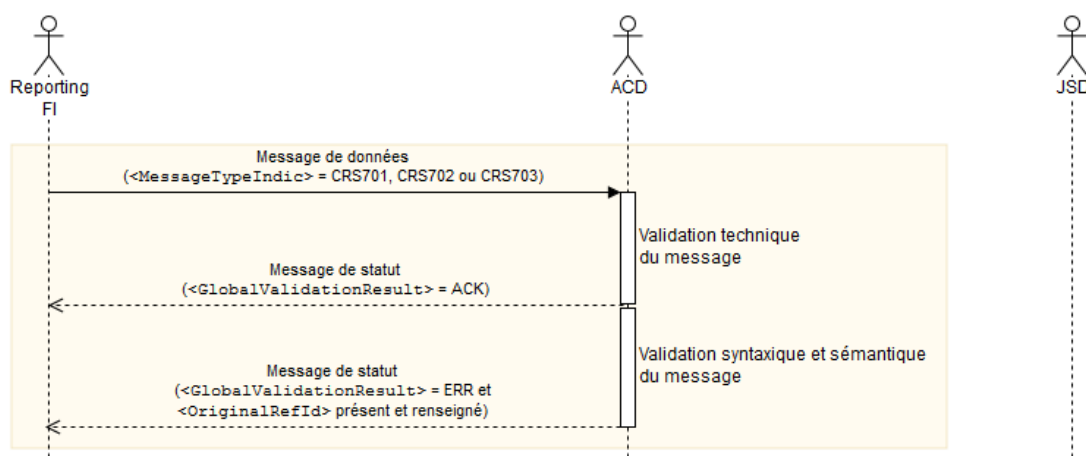 Reporting
FI
ACD
JSD
Message de données
(<MessageTypeIndic> = CRS701, CRS702 ou CRS703)
Validation technique
du message
Message de statut
(<GlobalValidationResult> = ACK)
Validation syntaxique et sémantique
du message
Message de statut
(<GlobalValidationResult> = ERR et
<OriginalRefId> présent et renseigné)